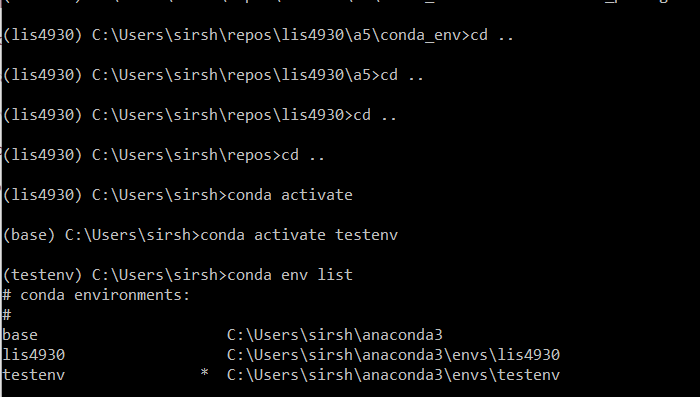 (lis4930) C:\Users\sirsh\repos\lis4930\a5\conda_env>cd ..
(lis4930) C:\Users\sirsh\repos\lis4930\a5>cd ..
(lis4930) C:\Users\sirsh\repos\lis4930>cd ..
(lis4930) C:\Users\sirsh\repos>cd ..
(lis4930) C:\Users\sirsh>conda activate
(base) C:\Users\sirsh>conda activate testenv
(testenv) C:\Users\sirsh>conda env list
# conda environments:
#
base                     C:\Users\sirsh\anaconda3
lis4930                  C:\Users\sirsh\anaconda3\envs\lis4930
testenv               *  C:\Users\sirsh\anaconda3\envs\testenv